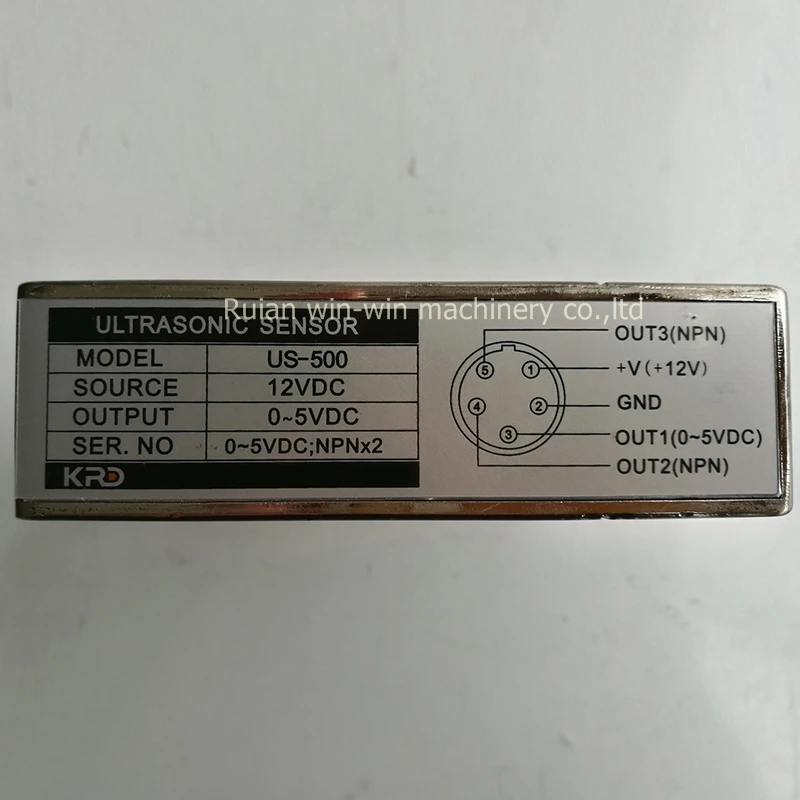 Ruian win-win machinery co.,ltd
ULTRASONIC SENSOR
MODEL US-500
SOURCE 12VDC
OUTPUT 0~5VDC
SER. NO 0~5VDC;NPNx2
KRD
5 1 4 2 3
OUT3(NPN)
+V(+12V)
GND
OUT1(0~5VDC)
OUT2(NPN)